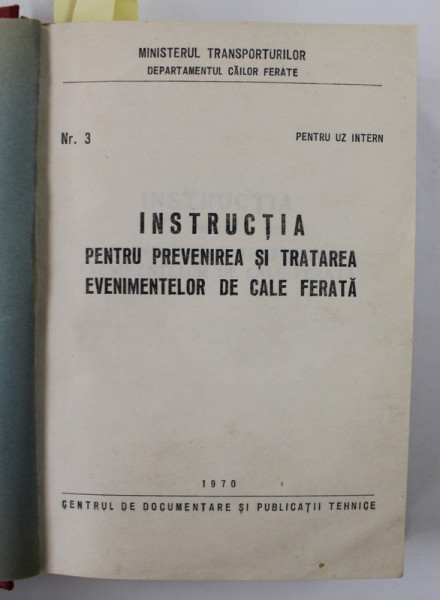 MINISTERUL TRANSPORTURILOR
DEPARTAMENTUL CĂILOR FERATE
Nr. 3 PENTRU UZ INTERN
INSTRUCŢIA
PENTRU PREVENIREA ŞI TRATAREA
EVENIMENTELOR DE CALE FERATĂ
1970
CENTRUL DE DOCUMENTARE ŞI PUBLICAŢII TEHNICE